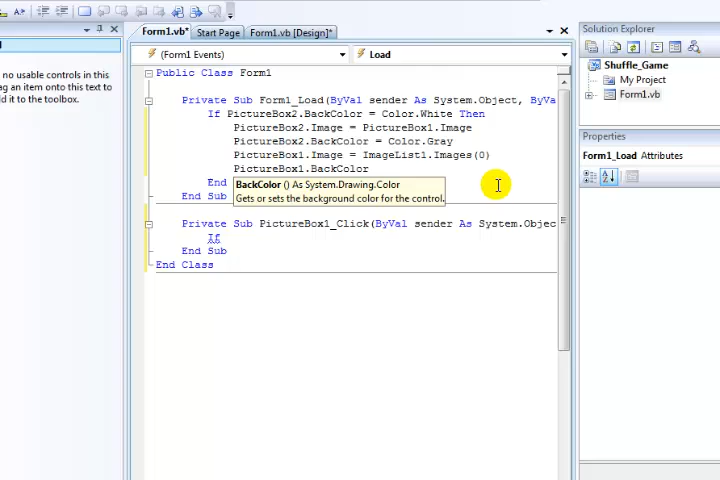 Form1.vb*
Start Page
Form1.vb [Design]*
Solution Explorer
(Form1 Events)
Load
Shuffle_Game
My Project
Form1.vb
no usable controls in this
ag an item onto this text to
d it to the toolbox.
Public Class Form1
Private Sub Form1_Load(ByVal sender As System.Object, ByVa
If PictureBox2.BackColor = Color.White Then
PictureBox2.Image = PictureBox1.Image
PictureBox2.BackColor = Color.Gray
PictureBox1.Image = ImageList1.Images(0)
PictureBox1.BackColor
End
BackColor () As System.Drawing.Color
Gets or sets the background color for the control.
End Sub
Private Sub PictureBox1_Click(ByVal sender As System.Objec
If
End Sub
End Class
Properties
Form1_Load Attributes